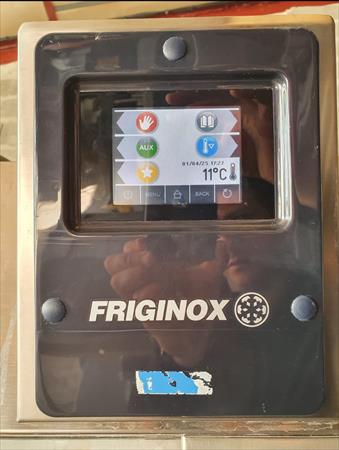 AUX
01/04/25 17:27
11°C
MENU
BACK
FRIGINOX